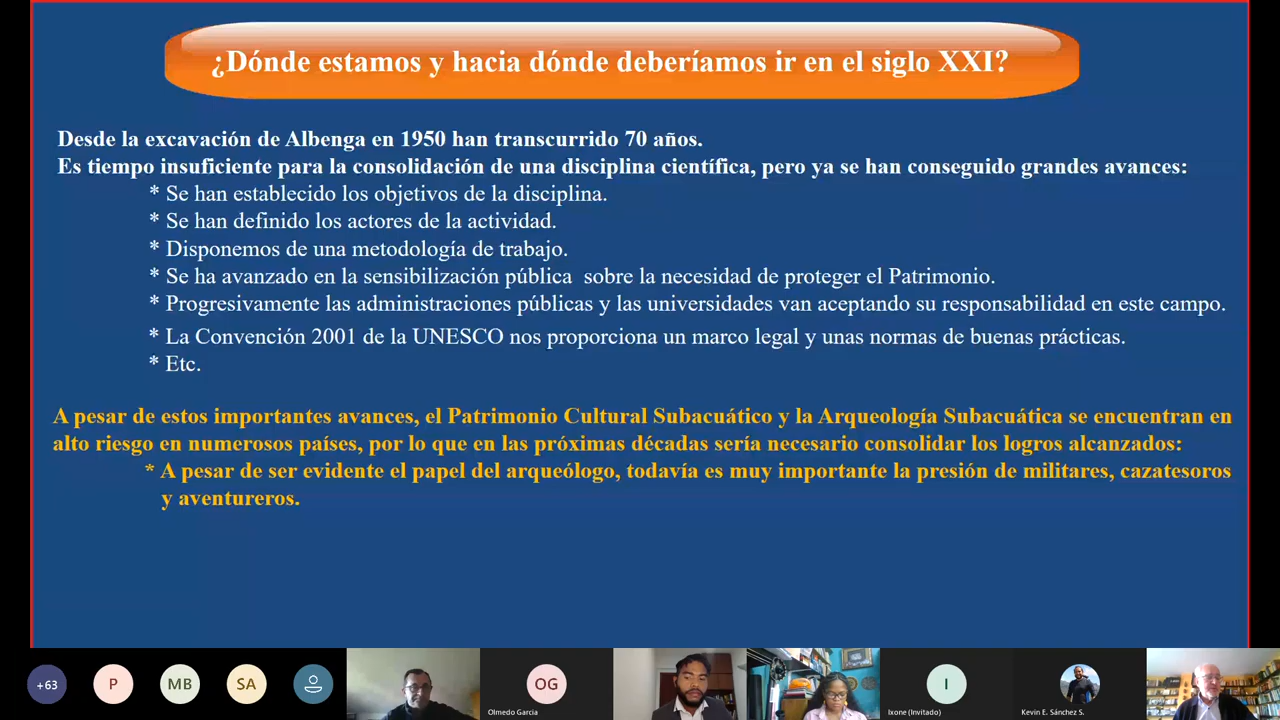 ¿Dónde estamos y hacia dónde deberíamos ir en el siglo XXI?
Desde la excavación de Albenga en 1950 han transcurrido 70 años.
Es tiempo insuficiente para la consolidación de una disciplina científica, pero ya se han conseguido grandes avances:
* Se han establecido los objetivos de la disciplina.
* Se han definido los actores de la actividad.
* Disponemos de una metodología de trabajo.
* Se ha avanzado en la sensibilización pública  sobre la necesidad de proteger el Patrimonio.
* Progresivamente las administraciones públicas y las universidades van aceptando su responsabilidad en este campo.
* La Convención 2001 de la UNESCO nos proporciona un marco legal y unas normas de buenas prácticas.
* Etc.
A pesar de estos importantes avances, el Patrimonio Cultural Subacuático y la Arqueología Subacuática se encuentran en
alto riesgo en numerosos países, por lo que en las próximas décadas sería necesario consolidar los logros alcanzados:
* A pesar de ser evidente el papel del arqueólogo, todavía es muy importante la presión de militares, cazatesoros
y aventureros.
+63
P
MB
SA
OG
I
Olmedo Garcia
Ixone (Invitado)
Kevin E. Sánchez S.